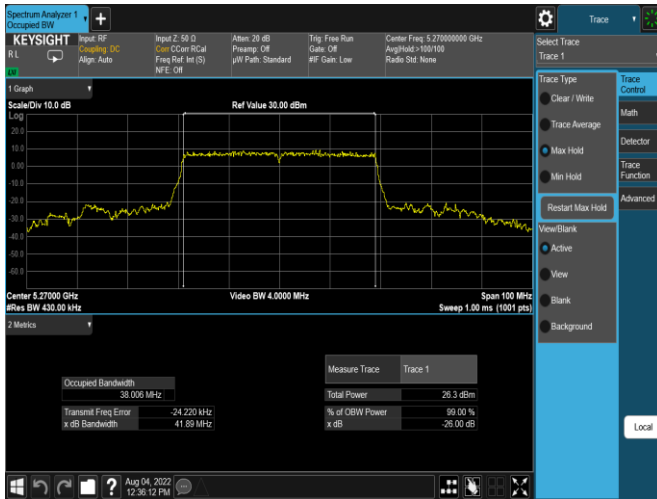 Spectrum Analyzer 1
Occupied BW
KEYSIGHT
RL
Input: RF
Coupling: DC
Align: Auto
Input Z: 50 Ω
Corr CCorr RCal
Freq Ref: Int (S)
NFE: Off
Atten: 20 dB
Preamp: Off
µW Path: Standard
Trig: Free Run
Gate: Off
#IF Gain: Low
Center Freq: 5.270000000 GHz
Avg|Hold:>100/100
Radio Std: None
1 Graph
Scale/Div 10.0 dB
Ref Value 30.00 dBm
Log
20.0
10.0
0.00
-10.0
-20.0
-30.0
-40.0
-50.0
-60.0
Center 5.27000 GHz
Video BW 4.0000 MHz
Span 100 MHz
#Res BW 430.00 kHz
Sweep 1.00 ms (1001 pts)
2 Metrics
Measure Trace
Trace 1
Occupied Bandwidth
38.006 MHz
Total Power
26.3 dBm
Transmit Freq Error
-24.220 kHz
% of OBW Power
99.00 %
x dB Bandwidth
41.89 MHz
x dB
-26.00 dB
Aug 04, 2022
12:36:12 PM
Trace
Select Trace
Trace 1
Trace Type
Clear / Write
Trace Average
Max Hold
Min Hold
Restart Max Hold
View/Blank
Active
View
Blank
Background
Trace
Control
Math
Detector
Trace
Function
Advanced
Local